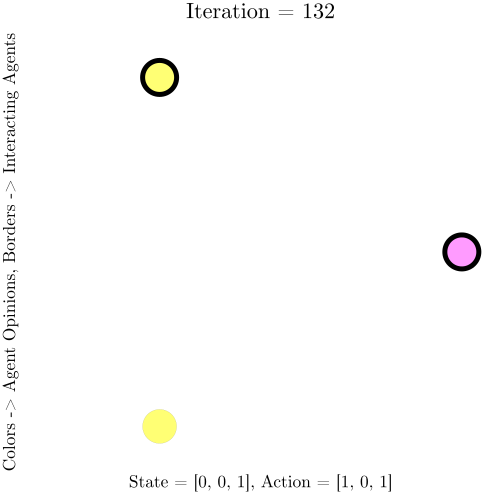 Iteration = 132
Colors -> Agent Opinions, Borders -> Interacting Agents
State = [0, 0, 1], Action = [1, 0, 1]